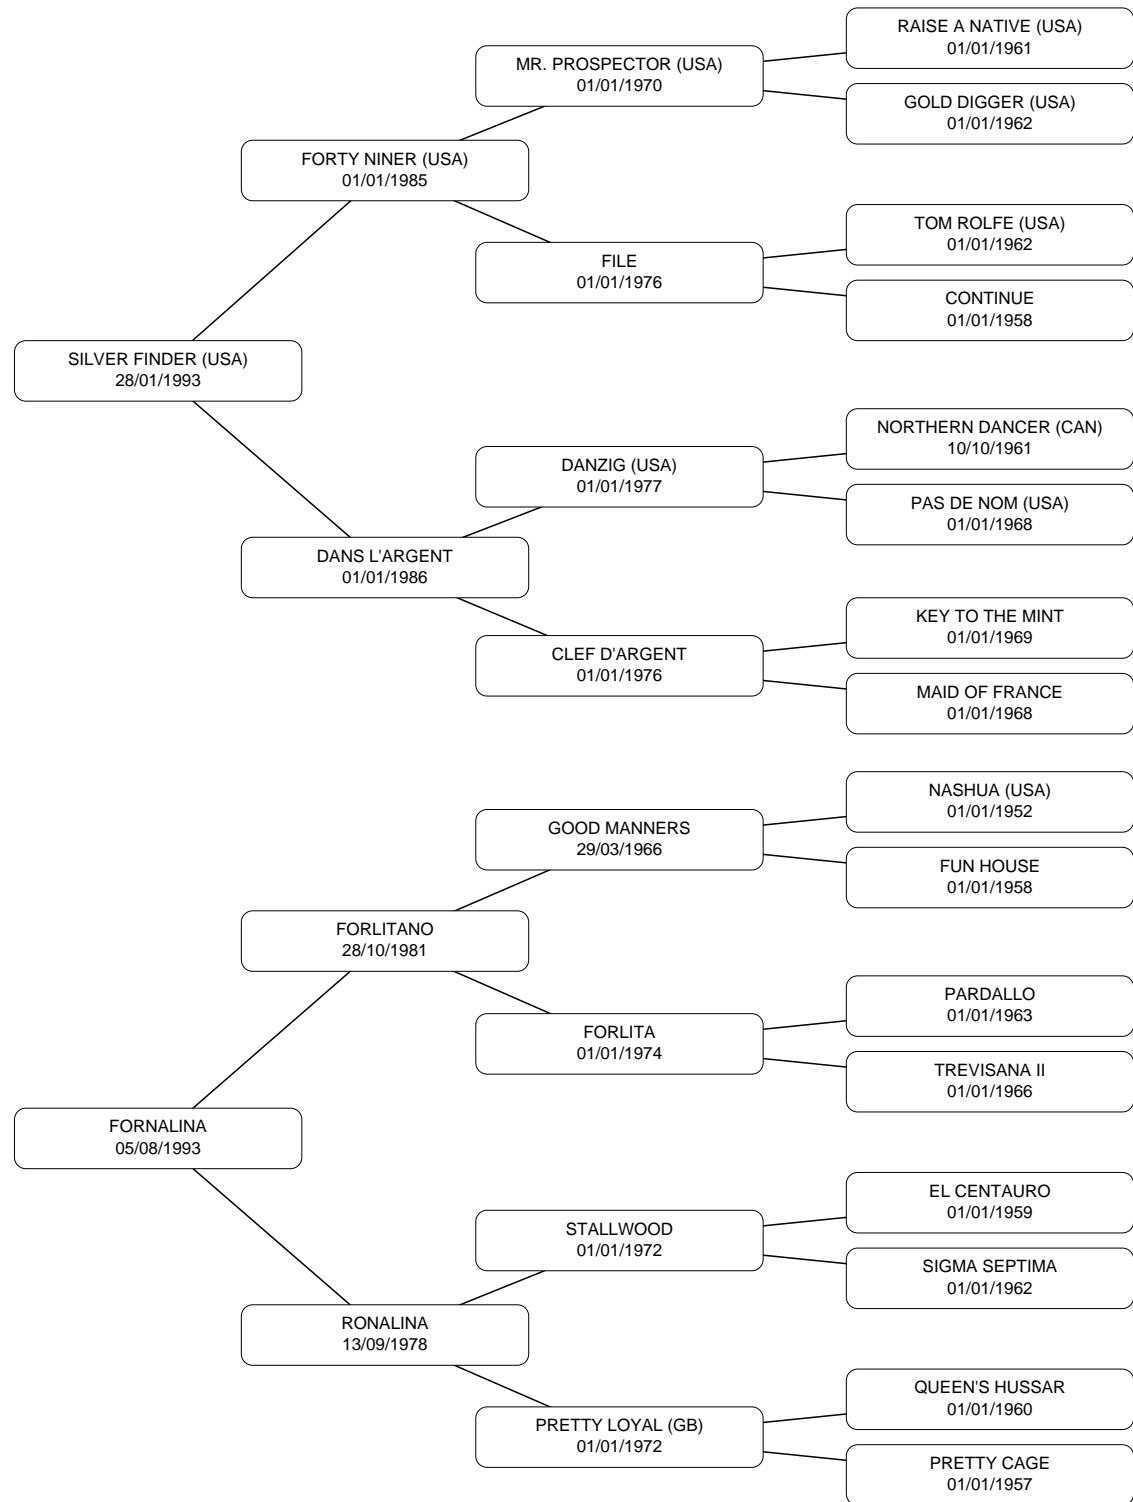 RAISE A NATIVE (USA)
01/01/1961
MR. PROSPECTOR (USA)
01/01/1970
GOLD DIGGER (USA)
01/01/1962
FORTY NINER (USA)
01/01/1985
TOM ROLFE (USA)
01/01/1962
FILE
01/01/1976
CONTINUE
01/01/1958
SILVER FINDER (USA)
28/01/1993
NORTHERN DANCER (CAN)
10/10/1961
DANZIG (USA)
01/01/1977
PAS DE NOM (USA)
01/01/1968
DANS L'ARGENT
01/01/1986
KEY TO THE MINT
01/01/1969
CLEF D'ARGENT
01/01/1976
MAID OF FRANCE
01/01/1968
NASHUA (USA)
01/01/1952
GOOD MANNERS
29/03/1966
FUN HOUSE
01/01/1958
FORLITANO
28/10/1981
PARDALLO
01/01/1963
FORLITA
01/01/1974
TREVISANA II
01/01/1966
FORNALINA
05/08/1993
EL CENTAURO
01/01/1959
STALLWOOD
01/01/1972
SIGMA SEPTIMA
01/01/1962
RONALINA
13/09/1978
QUEEN'S HUSSAR
01/01/1960
PRETTY LOYAL (GB)
01/01/1972
PRETTY CAGE
01/01/1957